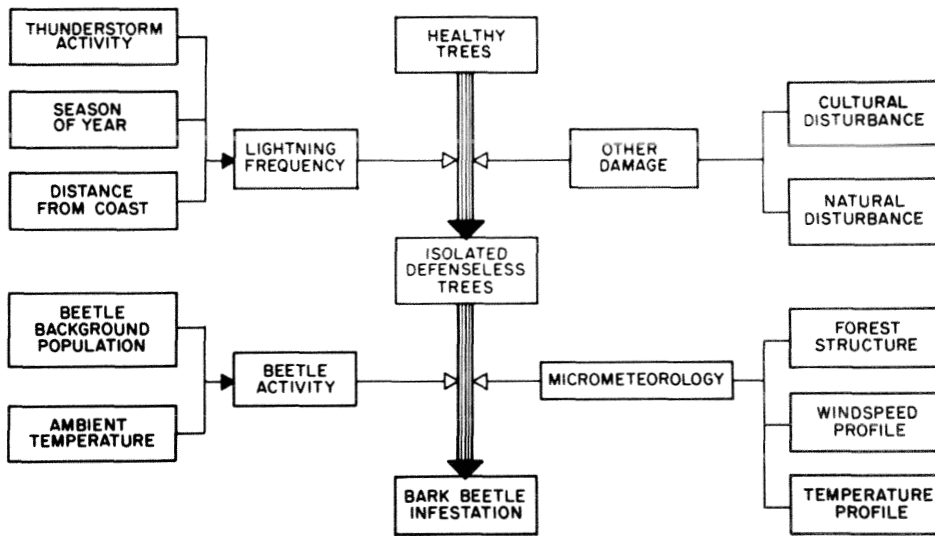 THUNDERSTORM
ACTIVITY
HEALTHY
TREES
SEASON
OF YEAR
CULTURAL
DISTURBANCE
LIGHTNING
FREQUENCY
OTHER
DAMAGE
DISTANCE
FROM COAST
NATURAL
DISTURBANCE
ISOLATED
DEFENSELESS
TREES
BEETLE
BACKGROUND
POPULATION
FOREST
STRUCTURE
BEETLE
ACTIVITY
MICROMETEOROLOGY
AMBIENT
TEMPERATURE
WINDSPEED
PROFILE
BARK BEETLE
INFESTATION
TEMPERATURE
PROFILE